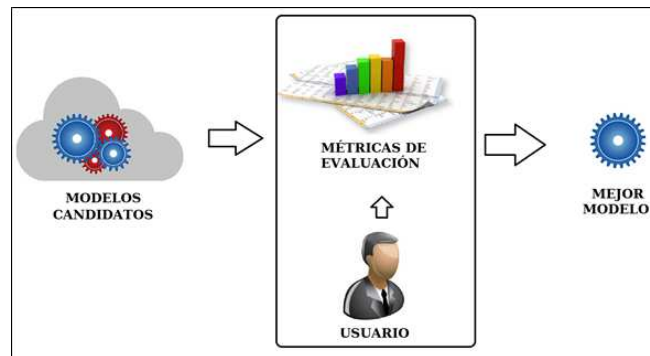 MODELOS
CANDIDATOS
MÉTRICAS DE
EVALUACIÓN
USUARIO
MEJOR
MODELO